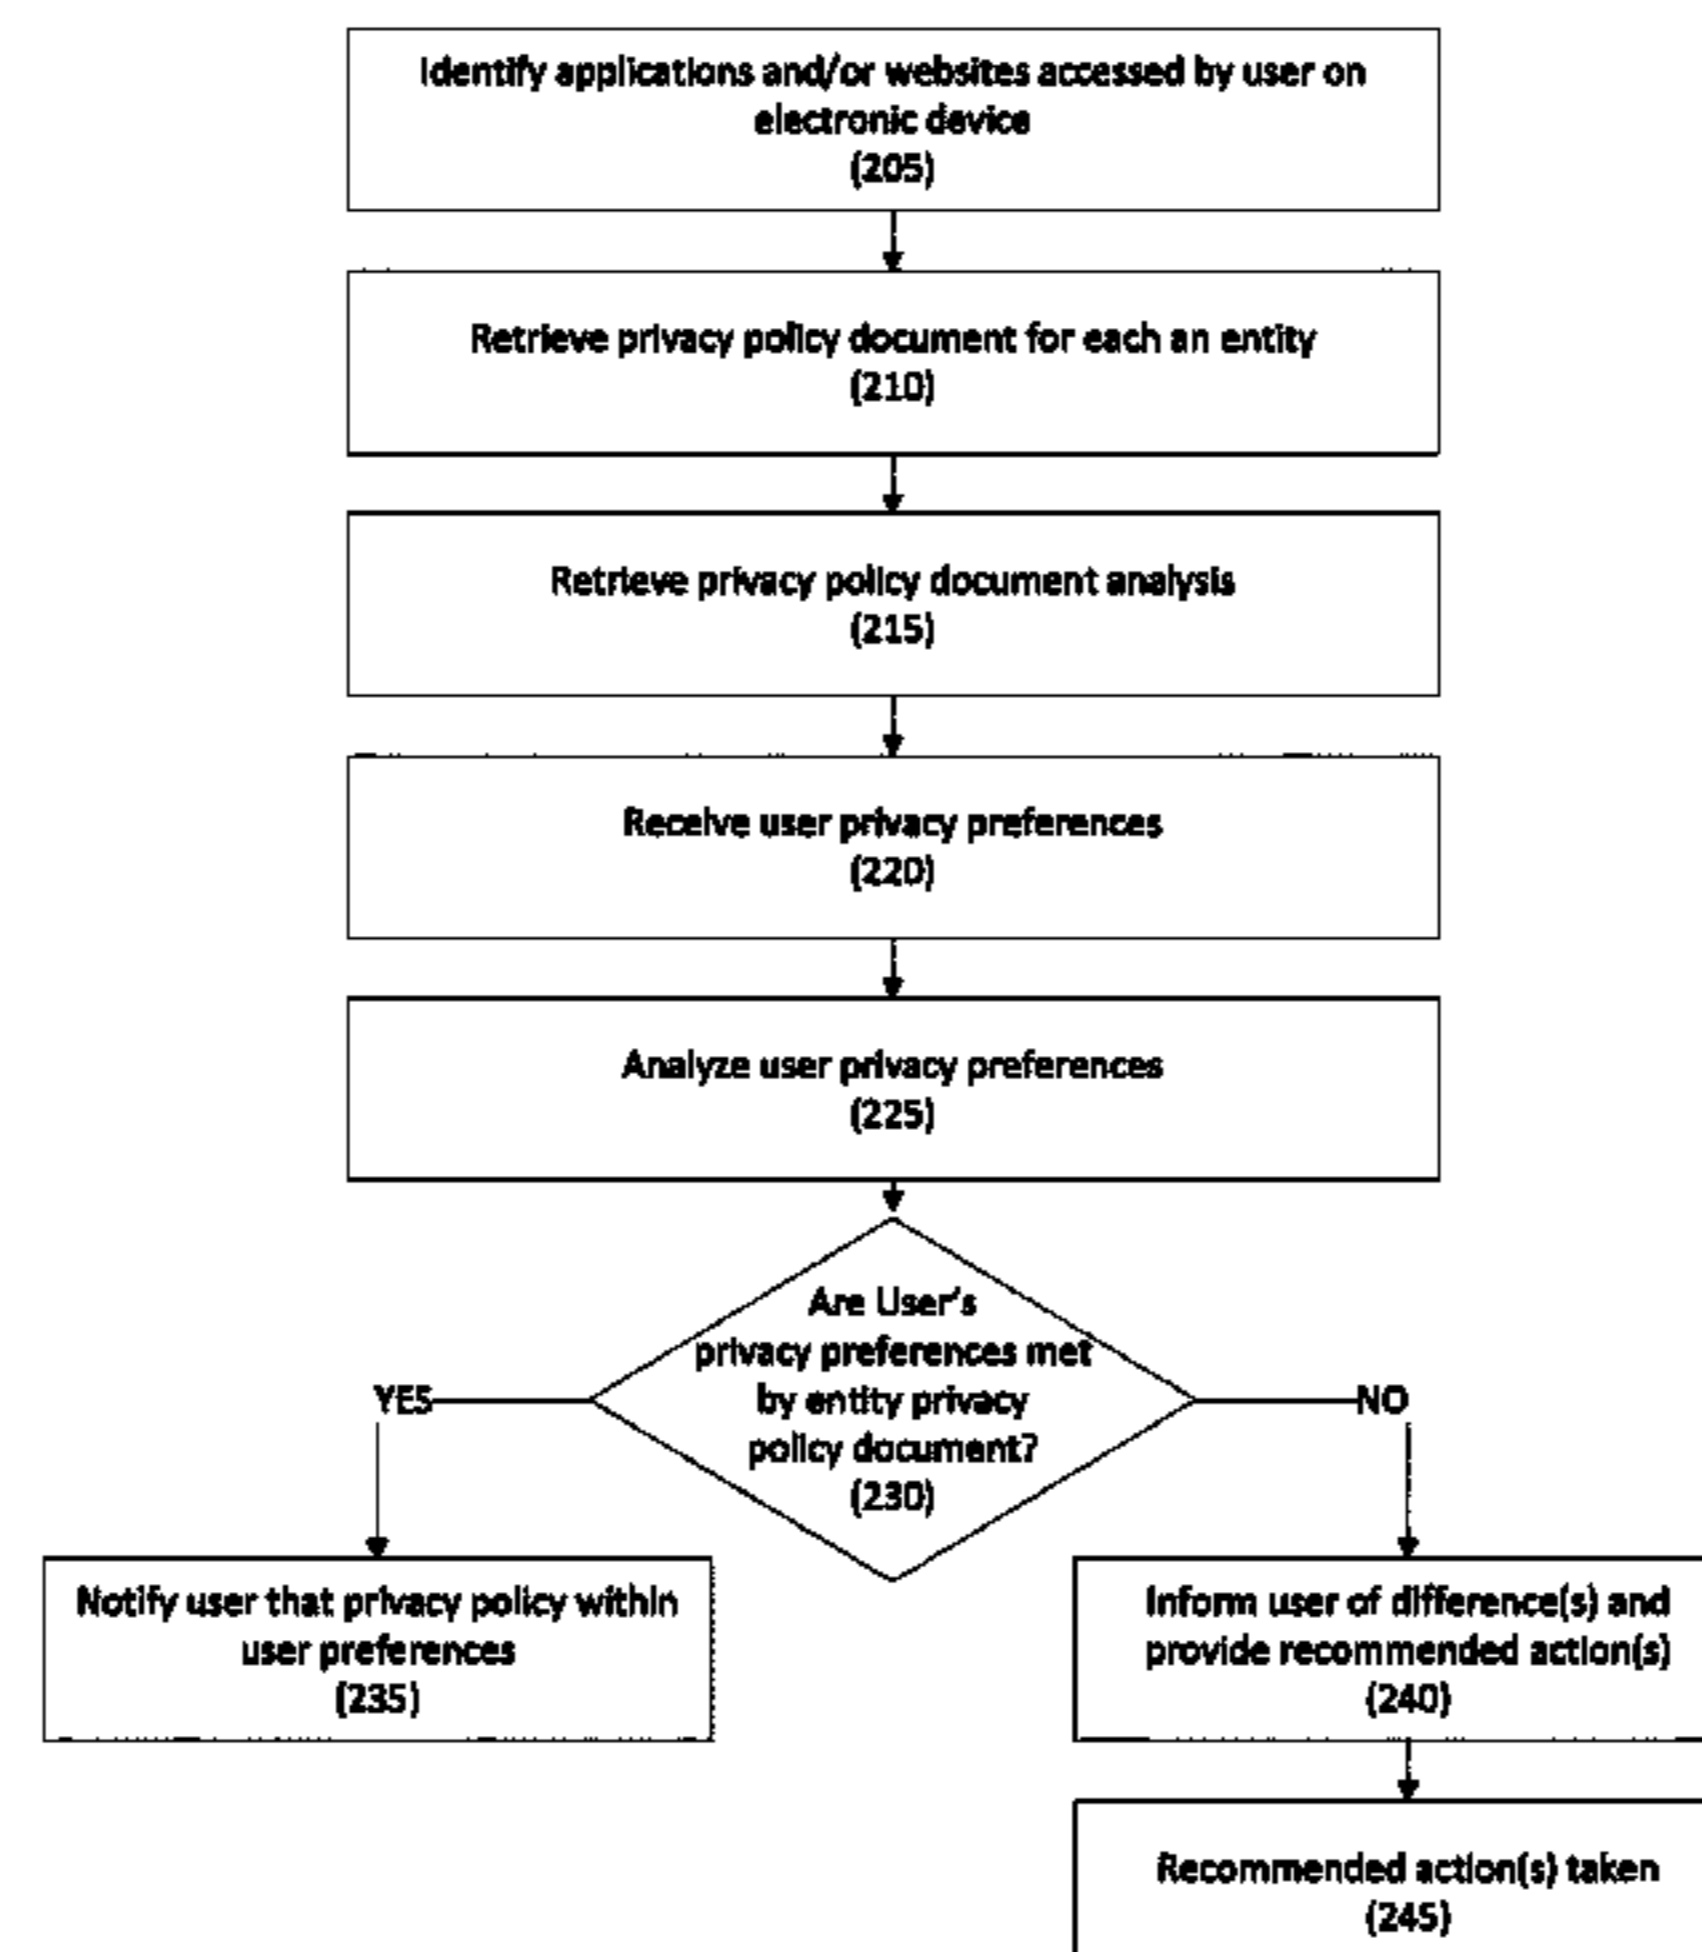 Identify applications and/or websites accessed by user on
electronic device
(205)
Retrieve privacy policy document for each an entity
(210)
Retrieve privacy policy document analysis
(215)
Receive user privacy preferences
(220)
Analyze user privacy preferences
(225)
Are User's
privacy preferences met
by entity privacy
policy document?
(230)
YES
NO
Notify user that privacy policy within
user preferences
(235)
Inform user of difference(s) and
provide recommended action(s)
(240)
Recommended action(s) taken
(245)